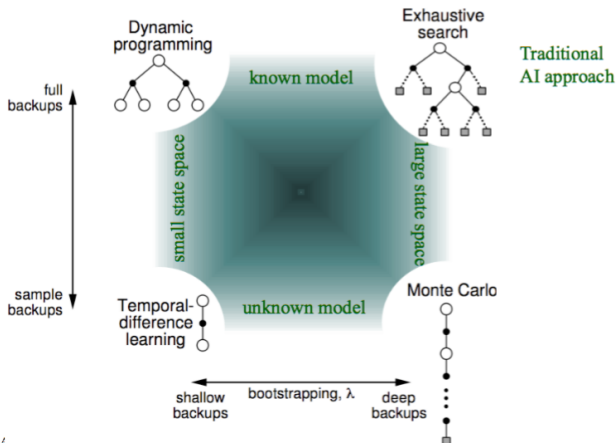 Dynamic
programming
Exhaustive
search
Traditional
AI approach
known model
full
backups
small state space
large state space
sample
backups
Temporal-
difference
learning
unknown model
Monte Carlo
bootstrapping, λ
shallow
backups
deep
backups